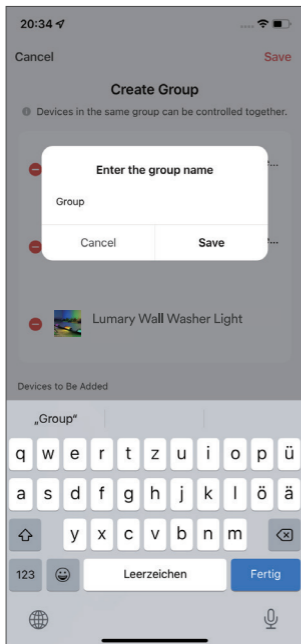 20:34
Cancel
Save
Create Group
Devices in the same group can be controlled together.
Enter the group name
Group
Cancel
Save
Lumary Wall Washer Light
Devices to Be Added
„Group“
q w e r t z u i o p ü
a s d f g h j k l ö ä
y x c v b n m
123
Leerzeichen
Fertig